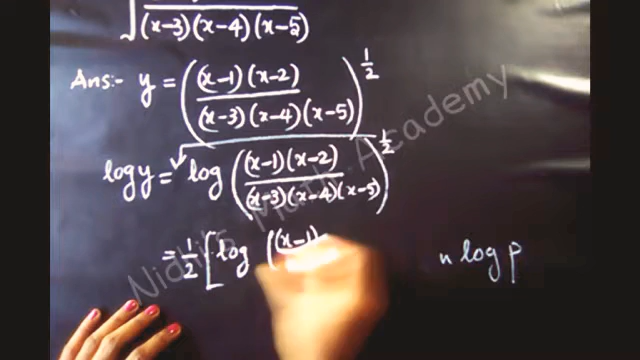 √ (x-3)(x-4)(x-5)
Ans:- y = ( (x-1)(x-2) / (x-3)(x-4)(x-5) )^1/2
log y = √ log ( (x-1)(x-2) / (x-3)(x-4)(x-5) )^1/2
= 1/2 [ log ( (x-1)
n log p
Nidhi's Math Academy